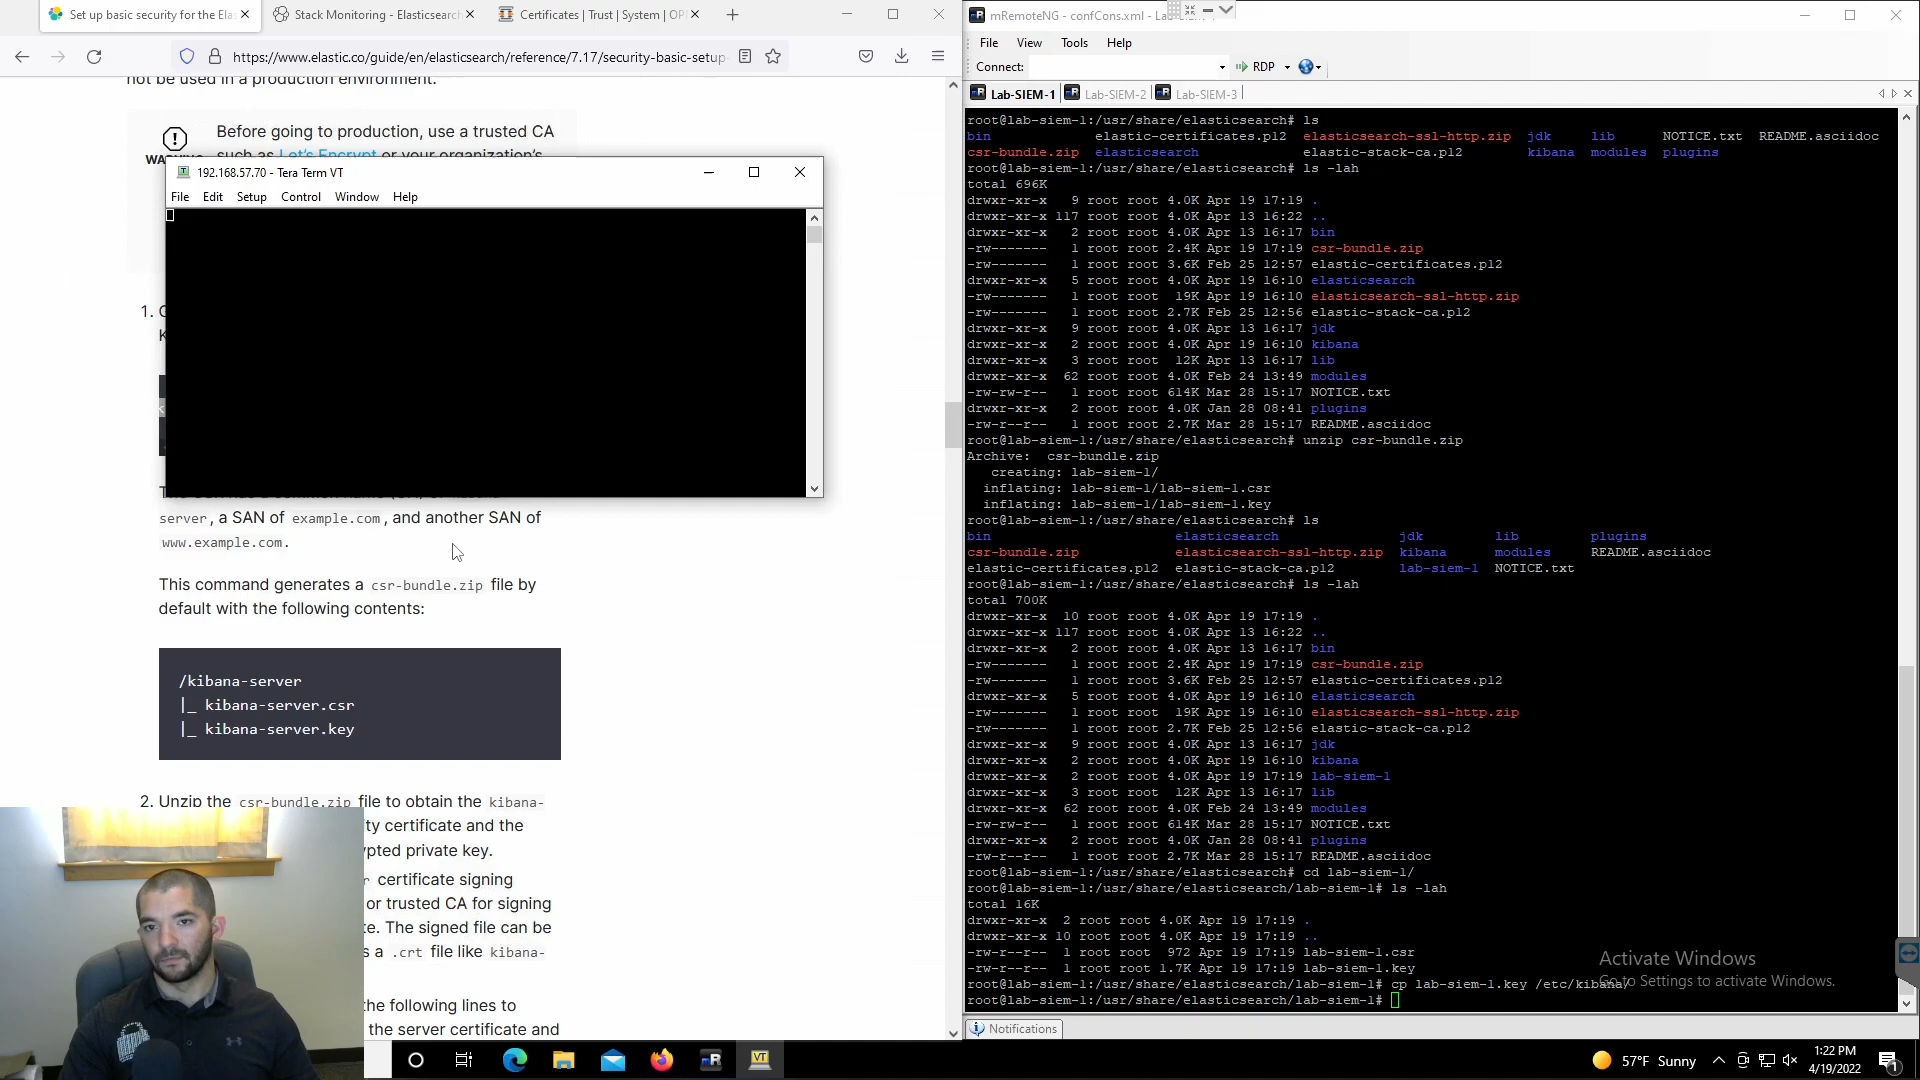 Set up basic security for the Ela
Stack Monitoring - Elasticsearch
Certificates | Trust | System | OP
https://www.elastic.co/guide/en/elasticsearch/reference/7.17/security-basic-setup-
not be used in a production environment.
Before going to production, use a trusted CA
such as Let's Encrypt or your organization's
192.168.57.70 - Tera Term VT
File Edit Setup Control Window Help
1.
server, a SAN of example.com, and another SAN of
www.example.com.
This command generates a csr-bundle.zip file by
default with the following contents:
/kibana-server
|_ kibana-server.csr
|_ kibana-server.key
2. Unzip the csr-bundle.zip file to obtain the kibana-
ty certificate and the
ypted private key.
r certificate signing
or trusted CA for signing
te. The signed file can be
s a .crt file like kibana-
the following lines to
the server certificate and
mRemoteNG - confCons.xml - Lab-SIEM-1
File View Tools Help
Connect: RDP
Lab-SIEM-1 Lab-SIEM-2 Lab-SIEM-3
root@lab-siem-1:/usr/share/elasticsearch# ls
bin elastic-certificates.p12 elasticsearch-ssl-http.zip jdk lib NOTICE.txt README.asciidoc
csr-bundle.zip elasticsearch elastic-stack-ca.p12 kibana modules plugins
root@lab-siem-1:/usr/share/elasticsearch# ls -lah
total 696K
drwxr-xr-x 9 root root 4.0K Apr 19 17:19 .
drwxr-xr-x 117 root root 4.0K Apr 13 16:22 ..
drwxr-xr-x 2 root root 4.0K Apr 13 16:17 bin
-rw------- 1 root root 2.4K Apr 19 17:19 csr-bundle.zip
-rw------- 1 root root 3.6K Feb 25 12:57 elastic-certificates.p12
drwxr-xr-x 5 root root 4.0K Apr 19 16:10 elasticsearch
-rw------- 1 root root 19K Apr 19 16:10 elasticsearch-ssl-http.zip
-rw------- 1 root root 2.7K Feb 25 12:56 elastic-stack-ca.p12
drwxr-xr-x 9 root root 4.0K Apr 13 16:17 jdk
drwxr-xr-x 2 root root 4.0K Apr 19 16:10 kibana
drwxr-xr-x 3 root root 12K Apr 13 16:17 lib
drwxr-xr-x 62 root root 4.0K Feb 24 13:49 modules
-rw-rw-r-- 1 root root 614K Mar 28 15:17 NOTICE.txt
drwxr-xr-x 2 root root 4.0K Jan 28 08:41 plugins
-rw-r--r-- 1 root root 2.7K Mar 28 15:17 README.asciidoc
root@lab-siem-1:/usr/share/elasticsearch# unzip csr-bundle.zip
Archive: csr-bundle.zip
creating: lab-siem-1/
inflating: lab-siem-1/lab-siem-1.csr
inflating: lab-siem-1/lab-siem-1.key
root@lab-siem-1:/usr/share/elasticsearch# ls
bin elasticsearch jdk lib plugins
csr-bundle.zip elasticsearch-ssl-http.zip kibana modules README.asciidoc
elastic-certificates.p12 elastic-stack-ca.p12 lab-siem-1 NOTICE.txt
root@lab-siem-1:/usr/share/elasticsearch# ls -lah
total 700K
drwxr-xr-x 10 root root 4.0K Apr 19 17:19 .
drwxr-xr-x 117 root root 4.0K Apr 13 16:22 ..
drwxr-xr-x 2 root root 4.0K Apr 13 16:17 bin
-rw------- 1 root root 2.4K Apr 19 17:19 csr-bundle.zip
-rw------- 1 root root 3.6K Feb 25 12:57 elastic-certificates.p12
drwxr-xr-x 5 root root 4.0K Apr 19 16:10 elasticsearch
-rw------- 1 root root 19K Apr 19 16:10 elasticsearch-ssl-http.zip
-rw------- 1 root root 2.7K Feb 25 12:56 elastic-stack-ca.p12
drwxr-xr-x 9 root root 4.0K Apr 13 16:17 jdk
drwxr-xr-x 2 root root 4.0K Apr 19 16:10 kibana
drwxr-xr-x 2 root root 4.0K Apr 19 17:19 lab-siem-1
drwxr-xr-x 3 root root 12K Apr 13 16:17 lib
drwxr-xr-x 62 root root 4.0K Feb 24 13:49 modules
-rw-rw-r-- 1 root root 614K Mar 28 15:17 NOTICE.txt
drwxr-xr-x 2 root root 4.0K Jan 28 08:41 plugins
-rw-r--r-- 1 root root 2.7K Mar 28 15:17 README.asciidoc
root@lab-siem-1:/usr/share/elasticsearch# cd lab-siem-1/
root@lab-siem-1:/usr/share/elasticsearch/lab-siem-1# ls -lah
total 16K
drwxr-xr-x 2 root root 4.0K Apr 19 17:19 .
drwxr-xr-x 10 root root 4.0K Apr 19 17:19 ..
-rw-r--r-- 1 root root 972 Apr 19 17:19 lab-siem-1.csr
-rw-r--r-- 1 root root 1.7K Apr 19 17:19 lab-siem-1.key
root@lab-siem-1:/usr/share/elasticsearch/lab-siem-1# cp lab-siem-1.key /etc/kibana/
root@lab-siem-1:/usr/share/elasticsearch/lab-siem-1#
Activate Windows
Go to Settings to activate Windows.
Notifications
57°F Sunny
1:22 PM
4/19/2022
1